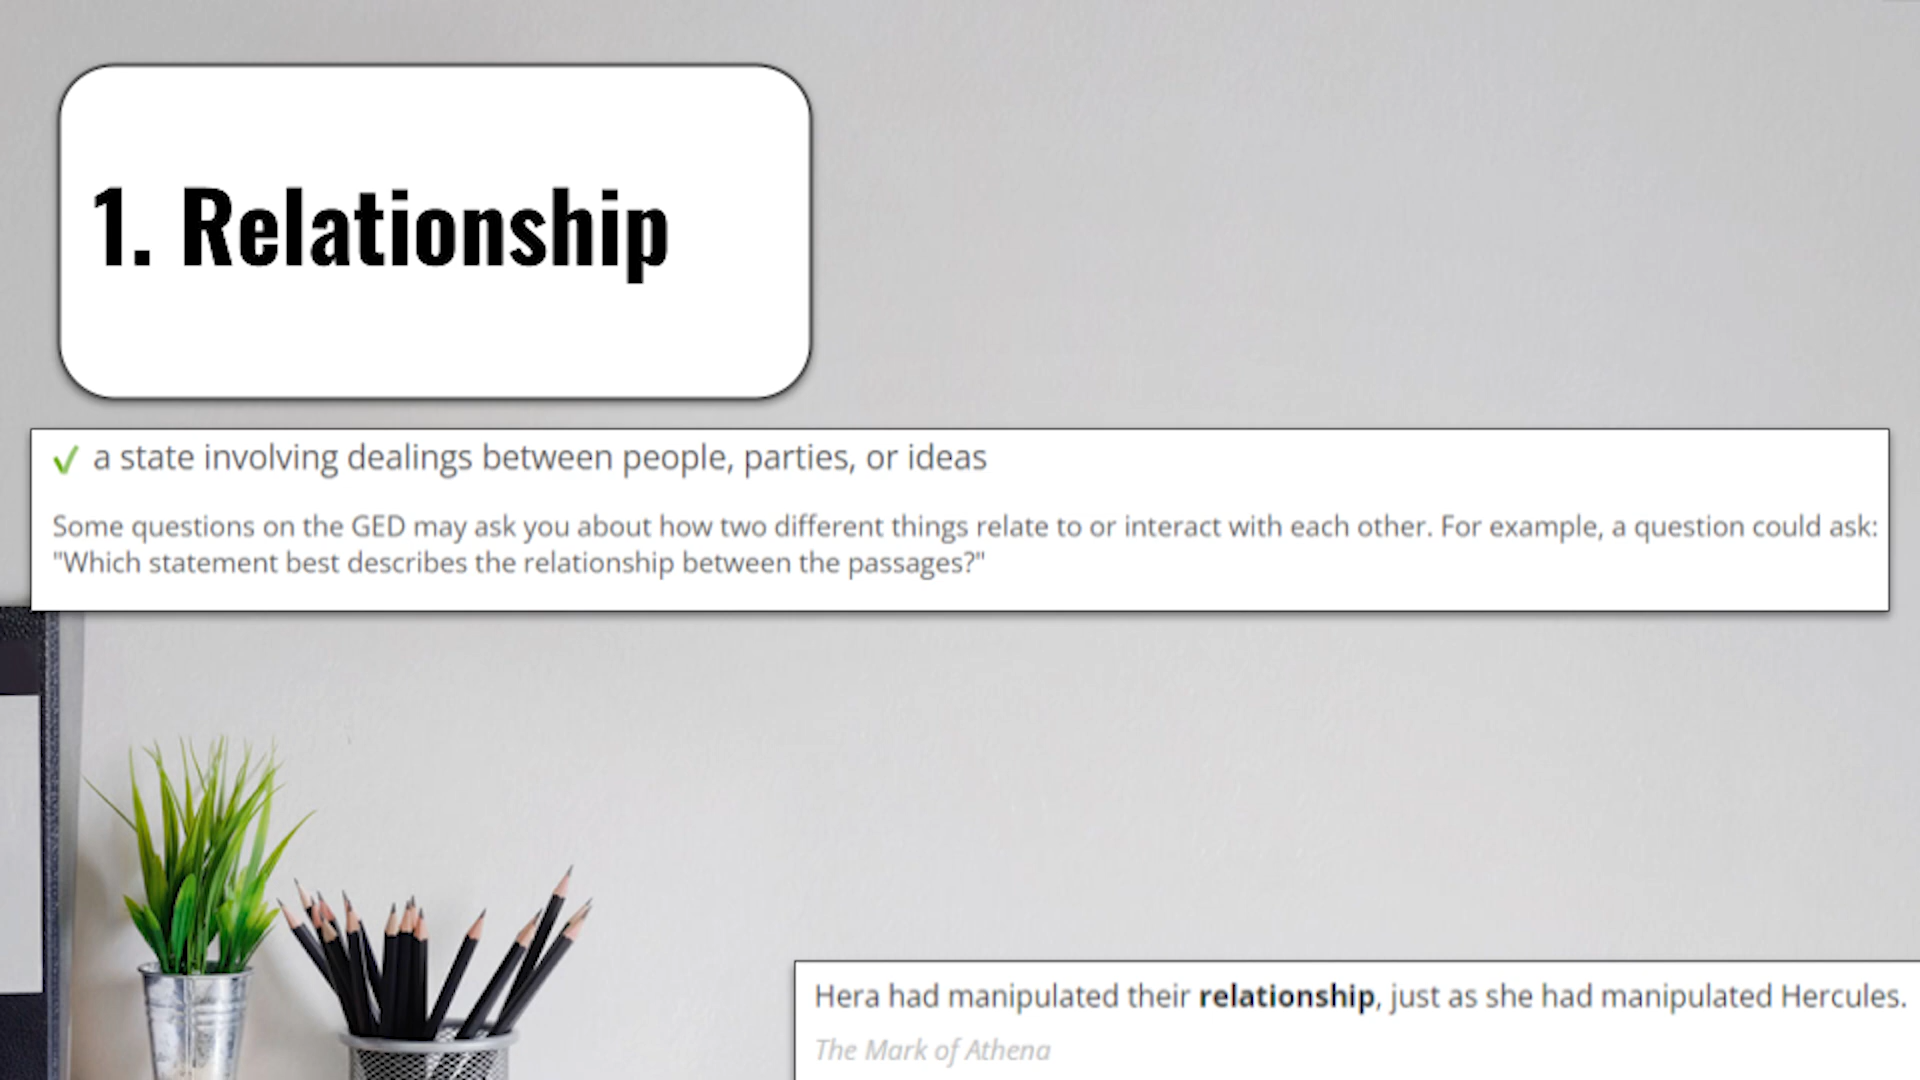 1. Relationship
a state involving dealings between people, parties, or ideas
Some questions on the GED may ask you about how two different things relate to or interact with each other. For example, a question could ask:
"Which statement best describes the relationship between the passages?"
Hera had manipulated their relationship, just as she had manipulated Hercules.
The Mark of Athena